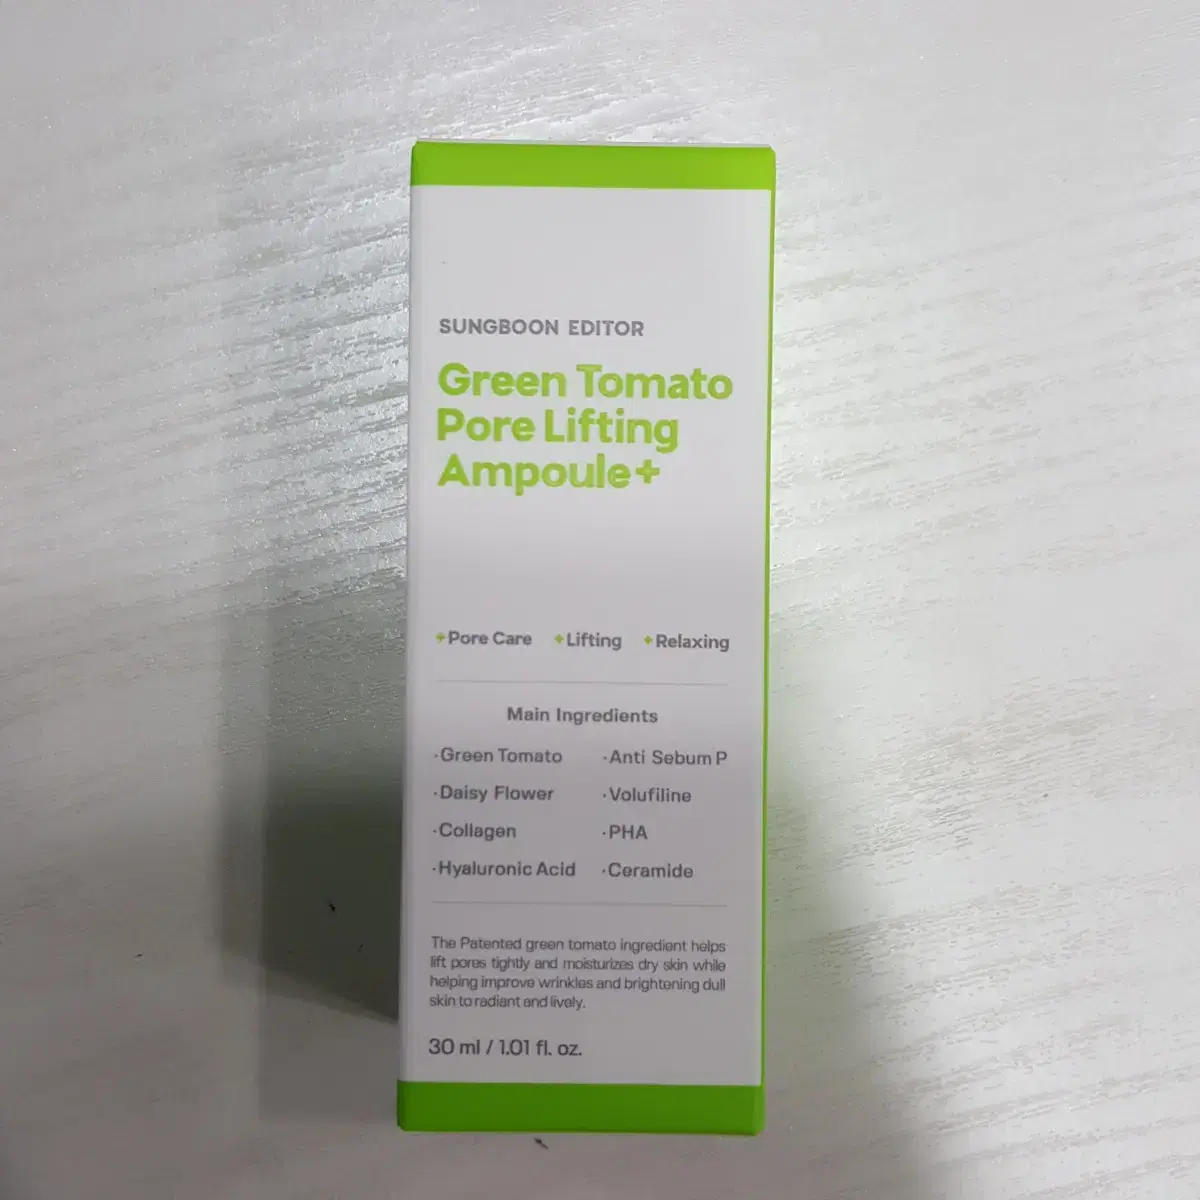 SUNGBOON EDITOR
Green Tomato
Pore Lifting
Ampoule+
+Pore Care +Lifting +Relaxing
Main Ingredients
·Green Tomato ·Anti Sebum P
·Daisy Flower ·Volufiline
·Collagen ·PHA
·Hyaluronic Acid ·Ceramide
The Patented green tomato ingredient helps
lift pores tightly and moisturizes dry skin while
helping improve wrinkles and brightening dull
skin to radiant and lively.
30 ml / 1.01 fl. oz.